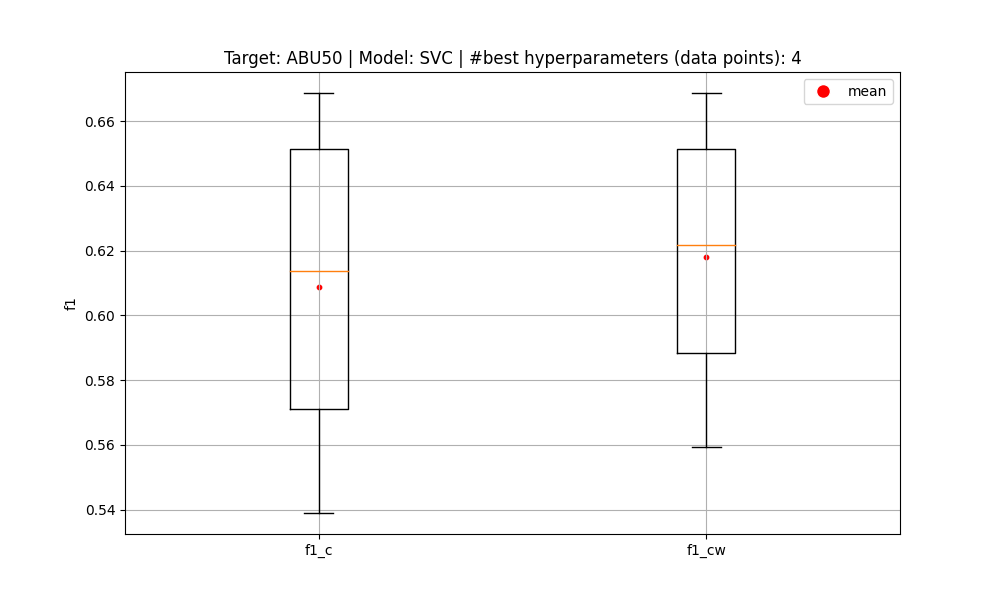 Target: ABU50 | Model: SVC | #best hyperparameters (data points): 4
mean
0.66
0.64
0.62
0.60
0.58
0.56
0.54
f1
f1_c
f1_cw